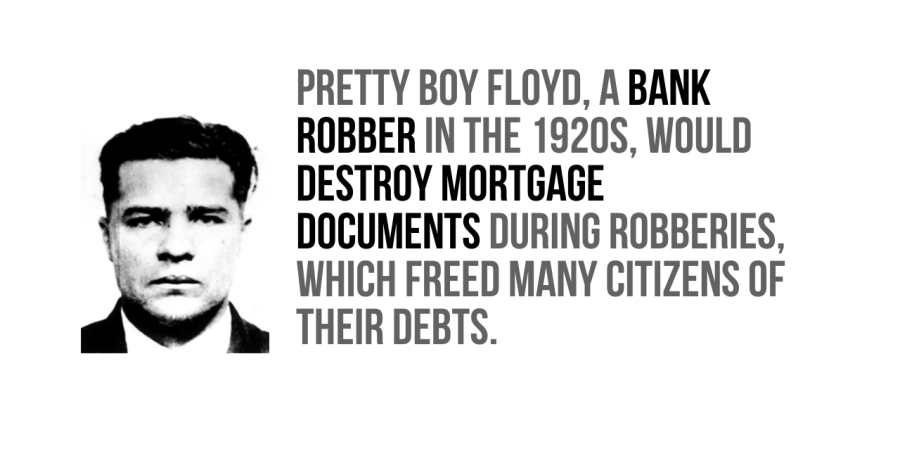 PRETTY BOY FLOYD, A BANK
ROBBER IN THE 1920S, WOULD
DESTROY MORTGAGE
DOCUMENTS DURING ROBBERIES,
WHICH FREED MANY CITIZENS OF
THEIR DEBTS.